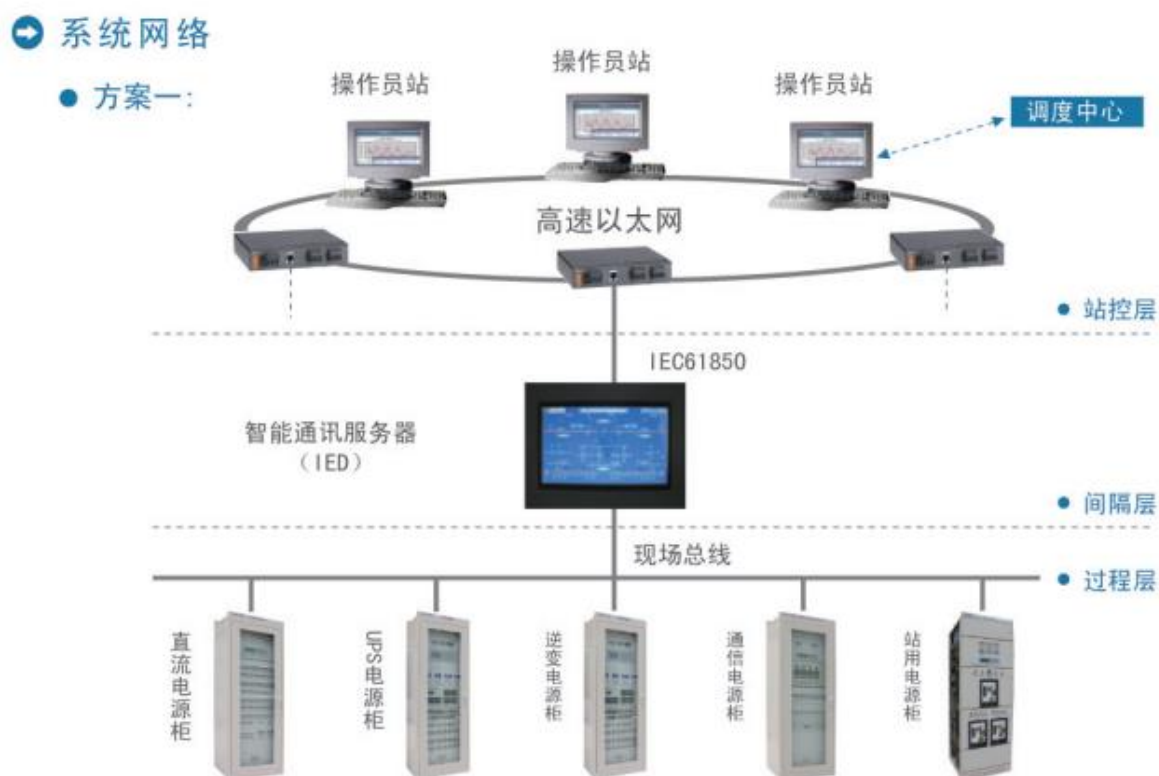 系统网络
方案一：
操作员站
操作员站
操作员站
调度中心
高速以太网
站控层
IEC61850
智能通讯服务器
（IED）
间隔层
现场总线
过程层
直流电源柜
UPS电源柜
逆变电源柜
通信电源柜
站用电源柜